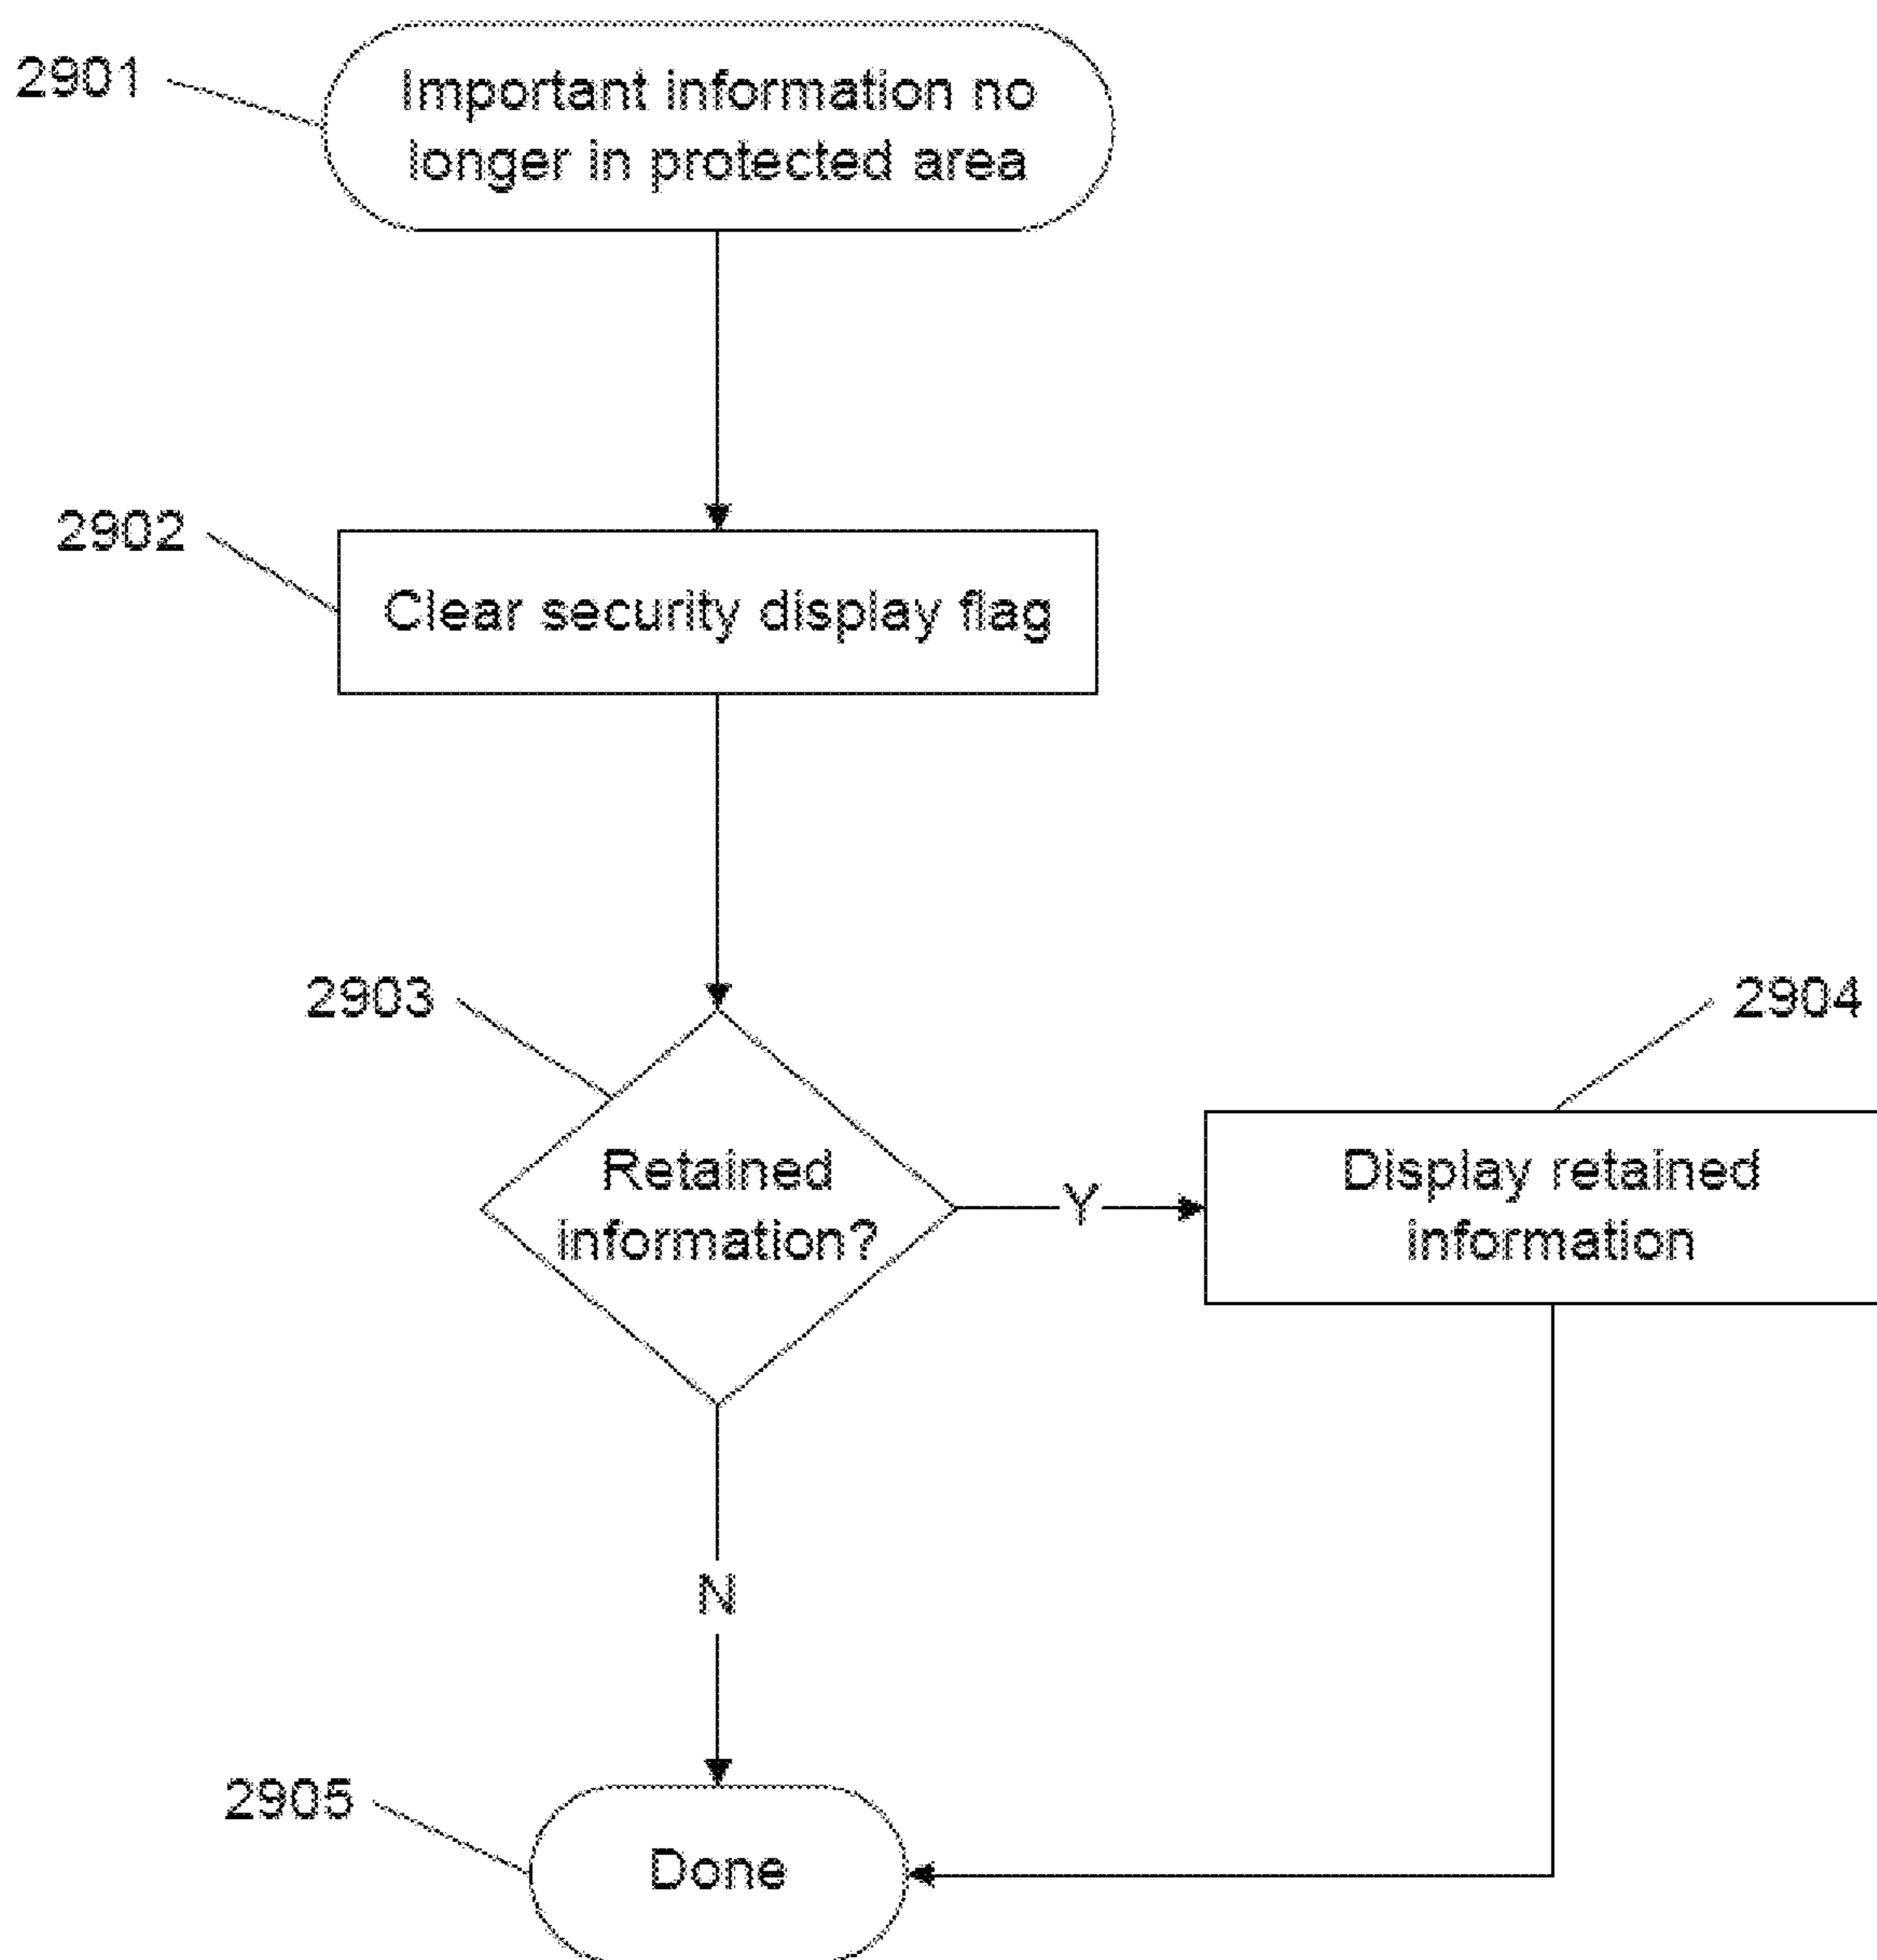 2901
Important information no
longer in protected area
2902
Clear security display flag
2903
2904
Retained
information?
Y
Display retained
information
N
2905
Done